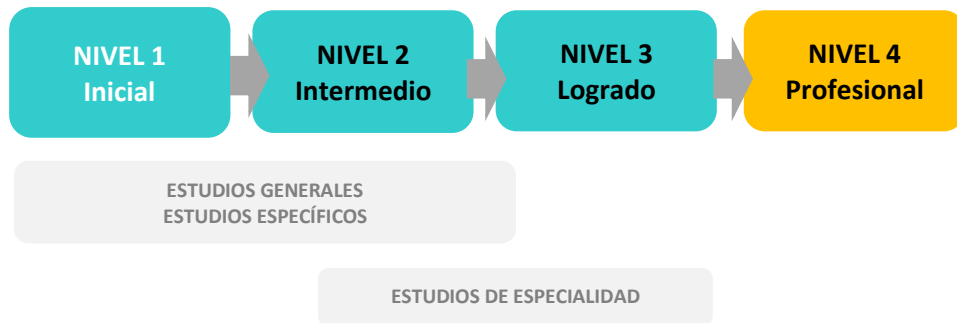 NIVEL 1
Inicial
NIVEL 2
Intermedio
NIVEL 3
Logrado
NIVEL 4
Profesional
ESTUDIOS GENERALES
ESTUDIOS ESPECÍFICOS
ESTUDIOS DE ESPECIALIDAD